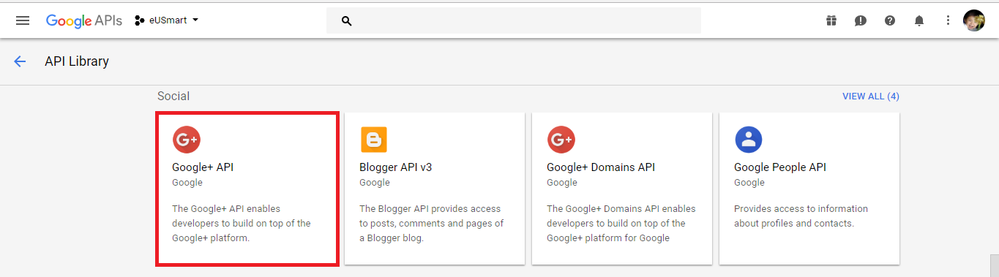 Google APIs eUSmart
API Library
Social
VIEW ALL (4)
G+
Google+ API
Google
The Google+ API enables
developers to build on top of the
Google+ platform.
Blogger API v3
Google
The Blogger API provides access
to posts, comments and pages of
a Blogger blog.
G+
Google+ Domains API
Google
The Google+ Domains API enables
developers to build on top of the
Google+ platform for Google
Google People API
Google
Provides access to information
about profiles and contacts.